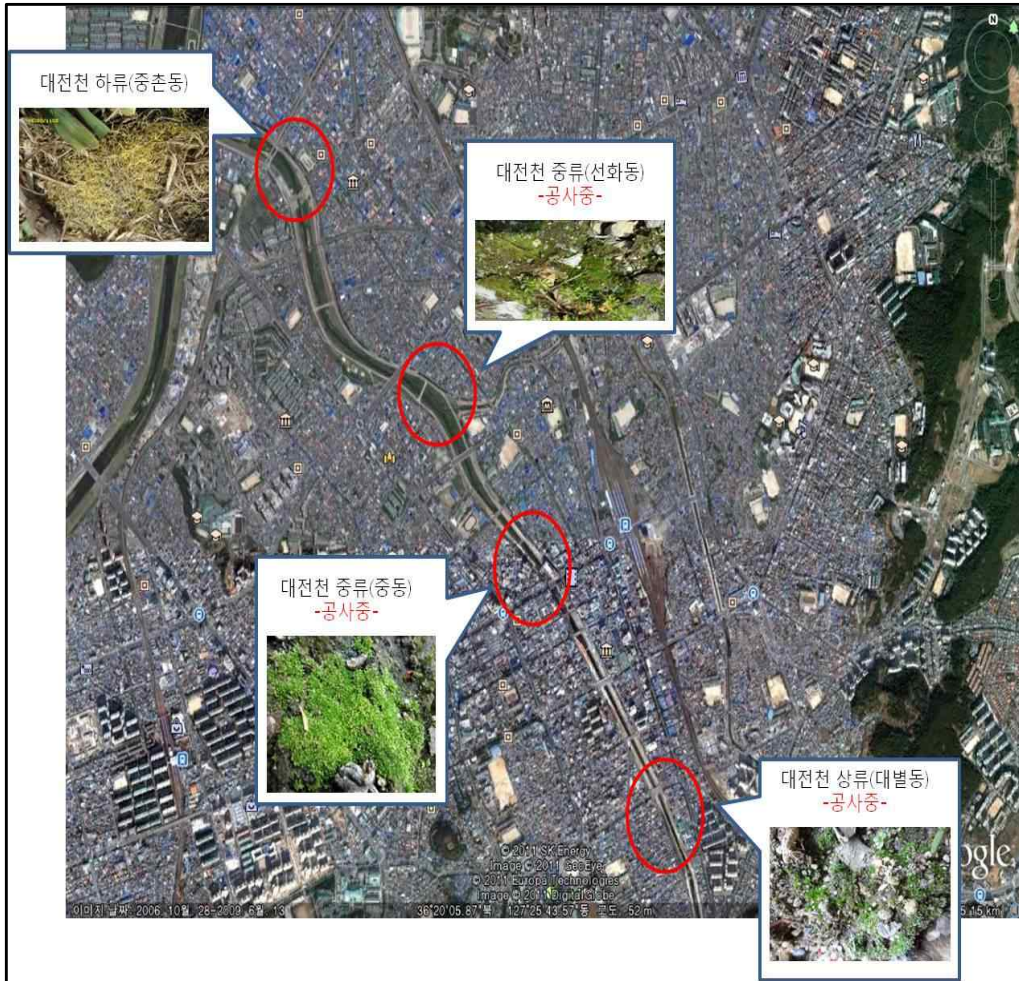 대전천 하류(중촌동)
대전천 중류(선화동)
-공사중-
대전천 중류(중동)
-공사중-
대전천 상류(대별동)
-공사중-
N
© 2011 SK Energy
Image © 2011 GeoEye
© 2011 Europa Technologies
Image © 2011 DigitalGlobe
ogle
이미지 날짜: 2006, 10월, 28-2009, 6월, 13
36°20'05.87"북, 127°25'43.57"동 고도, 52 m
5.15 km